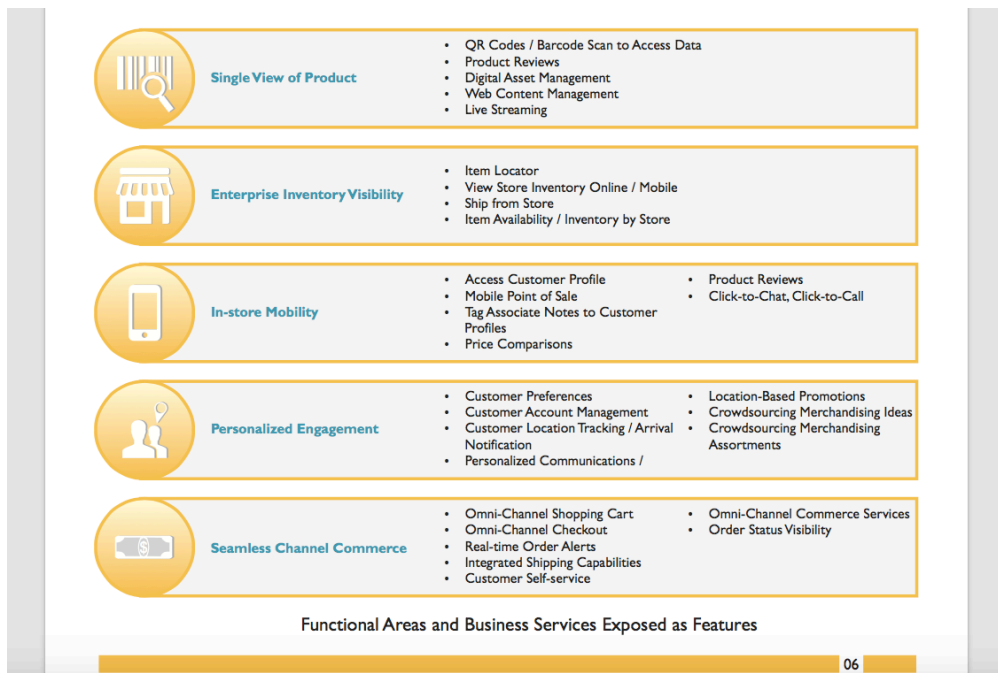 Single View of Product
• QR Codes / Barcode Scan to Access Data
• Product Reviews
• Digital Asset Management
• Web Content Management
• Live Streaming
Enterprise Inventory Visibility
• Item Locator
• View Store Inventory Online / Mobile
• Ship from Store
• Item Availability / Inventory by Store
In-store Mobility
• Access Customer Profile
• Mobile Point of Sale
• Tag Associate Notes to Customer
Profiles
• Price Comparisons
• Product Reviews
• Click-to-Chat, Click-to-Call
Personalized Engagement
• Customer Preferences
• Customer Account Management
• Customer Location Tracking / Arrival
Notification
• Personalized Communications /
• Location-Based Promotions
• Crowdsourcing Merchandising Ideas
• Crowdsourcing Merchandising
Assortments
$
Seamless Channel Commerce
• Omni-Channel Shopping Cart
• Omni-Channel Checkout
• Real-time Order Alerts
• Integrated Shipping Capabilities
• Customer Self-service
• Omni-Channel Commerce Services
• Order Status Visibility
Functional Areas and Business Services Exposed as Features
06